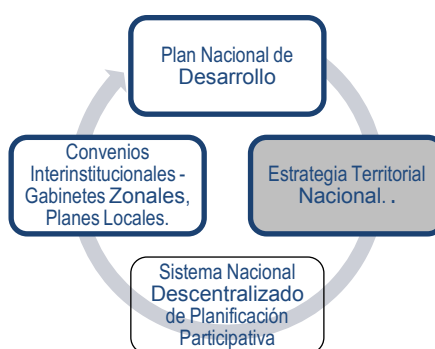 Plan Nacional de
Desarrollo
Convenios
Interinstitucionales -
Gabinetes Zonales,
Planes Locales.
Estrategia Territorial
Nacional. .
Sistema Nacional
Descentralizado
de Planificación
Participativa